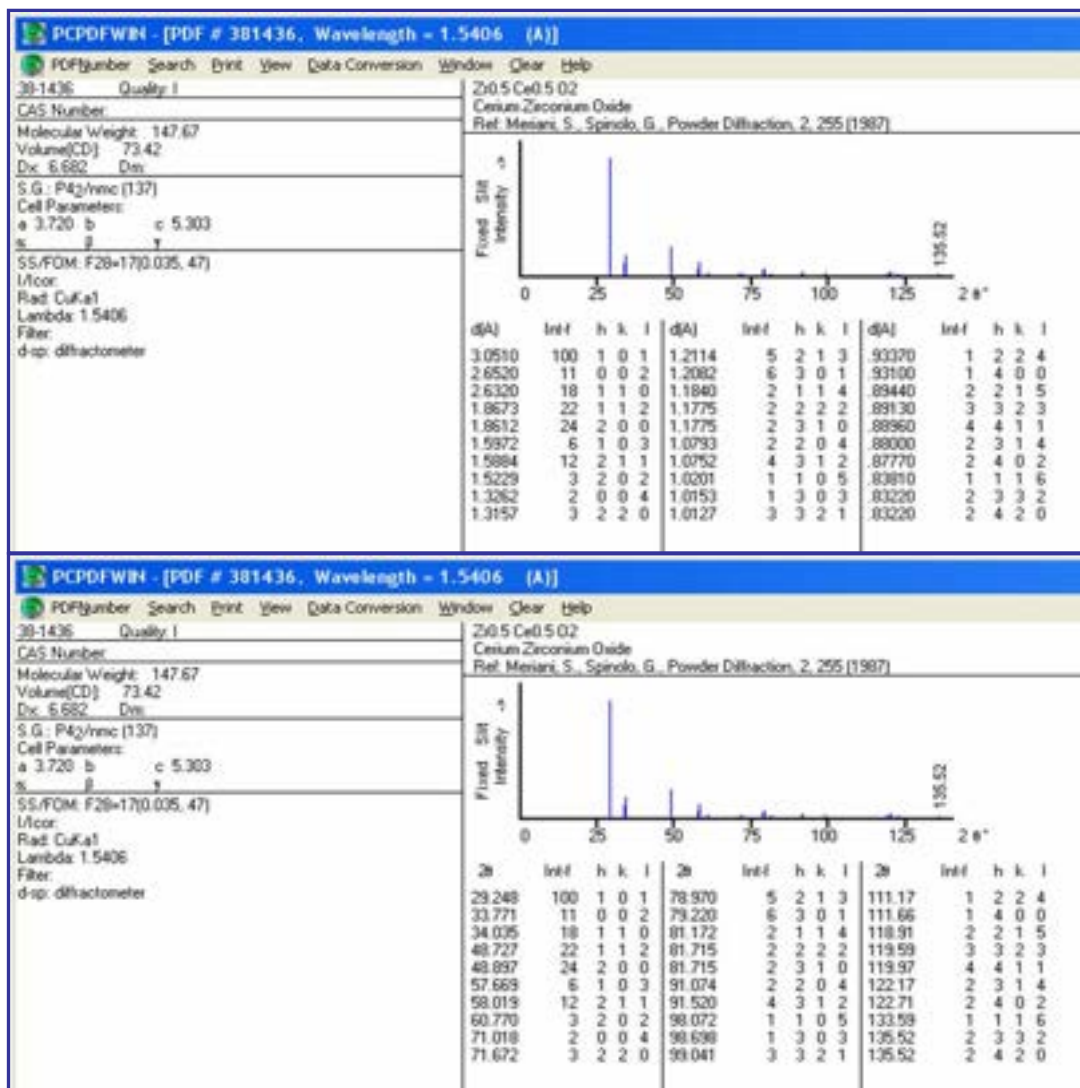 PCPDFWIN - [PDF # 381436, Wavelength = 1.5406 (A)]
PDFNumber Search Print View Data Conversion Window Clear Help
38-1436 Quality: I
CAS Number:
Molecular Weight: 147.67
Volume[CD]: 73.42
Dx: 6.682 Dm:
S.G.: P42/nmc (137)
Cell Parameters:
a 3.720 b c 5.303
α β γ
SS/FOM: F28=17(0.035, 47)
I/Icor:
Rad: CuKa1
Lambda: 1.5406
Filter:
d-sp: diffractometer
Zr0.5 Ce0.5 O2
Cerium Zirconium Oxide
Ref: Meriani, S., Spinolo, G., Powder Diffraction, 2, 255 (1987)
Fixed Slit
Intensity ->
135.52
0 25 50 75 100 125 2 θ°
d(A) Int-f h k l d(A) Int-f h k l d(A) Int-f h k l
3.0510 100 1 0 1 1.2114 5 2 1 3 .93370 1 2 2 4
2.6520 11 0 0 2 1.2082 6 3 0 1 .93100 1 4 0 0
2.6320 18 1 1 0 1.1840 2 1 1 4 .89440 2 2 1 5
1.8673 22 1 1 2 1.1775 2 2 2 2 .89130 3 3 2 3
1.8612 24 2 0 0 1.1775 2 3 1 0 .88960 4 4 1 1
1.5972 6 1 0 3 1.0793 2 2 0 4 .88000 2 3 1 4
1.5884 12 2 1 1 1.0752 4 3 1 2 .87770 2 4 0 2
1.5229 3 2 0 2 1.0201 1 1 0 5 .83810 1 1 1 6
1.3262 2 0 0 4 1.0153 1 3 0 3 .83220 2 3 3 2
1.3157 3 2 2 0 1.0127 3 3 2 1 .83220 2 4 2 0
PCPDFWIN - [PDF # 381436, Wavelength = 1.5406 (A)]
PDFNumber Search Print View Data Conversion Window Clear Help
38-1436 Quality: I
CAS Number:
Molecular Weight: 147.67
Volume[CD]: 73.42
Dx: 6.682 Dm:
S.G.: P42/nmc (137)
Cell Parameters:
a 3.720 b c 5.303
α β γ
SS/FOM: F28=17(0.035, 47)
I/Icor:
Rad: CuKa1
Lambda: 1.5406
Filter:
d-sp: diffractometer
Zr0.5 Ce0.5 O2
Cerium Zirconium Oxide
Ref: Meriani, S., Spinolo, G., Powder Diffraction, 2, 255 (1987)
Fixed Slit
Intensity ->
135.52
0 25 50 75 100 125 2 θ°
2θ Int-f h k l 2θ Int-f h k l 2θ Int-f h k l
29.248 100 1 0 1 78.970 5 2 1 3 111.17 1 2 2 4
33.771 11 0 0 2 79.220 6 3 0 1 111.66 1 4 0 0
34.035 18 1 1 0 81.172 2 1 1 4 118.91 2 2 1 5
48.727 22 1 1 2 81.715 2 2 2 2 119.59 3 3 2 3
48.897 24 2 0 0 81.715 2 3 1 0 119.97 4 4 1 1
57.669 6 1 0 3 91.074 2 2 0 4 122.17 2 3 1 4
58.019 12 2 1 1 91.520 4 3 1 2 122.71 2 4 0 2
60.770 3 2 0 2 98.072 1 1 0 5 133.59 1 1 1 6
71.018 2 0 0 4 98.698 1 3 0 3 135.52 2 3 3 2
71.672 3 2 2 0 99.041 3 3 2 1 135.52 2 4 2 0